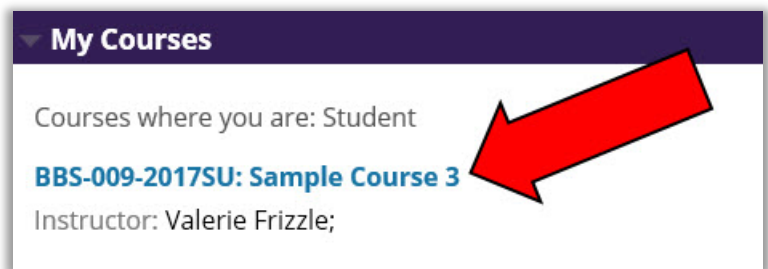 My Courses
Courses where you are: Student
BBS-009-2017SU: Sample Course 3
Instructor: Valerie Frizzle;